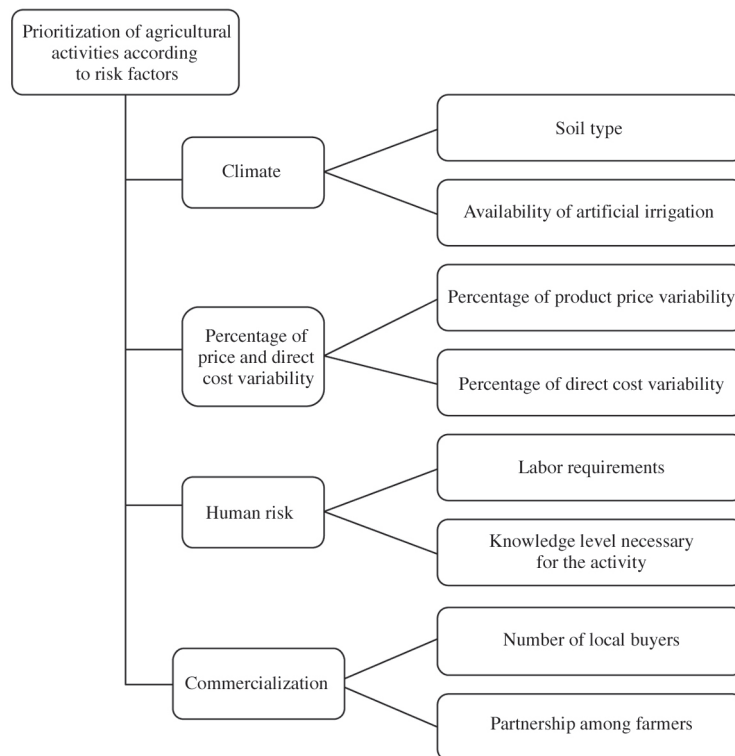 Prioritization of agricultural
activities according
to risk factors
Climate
Soil type
Availability of artificial irrigation
Percentage of
price and direct
cost variability
Percentage of product price variability
Percentage of direct cost variability
Human risk
Labor requirements
Knowledge level necessary
for the activity
Commercialization
Number of local buyers
Partnership among farmers